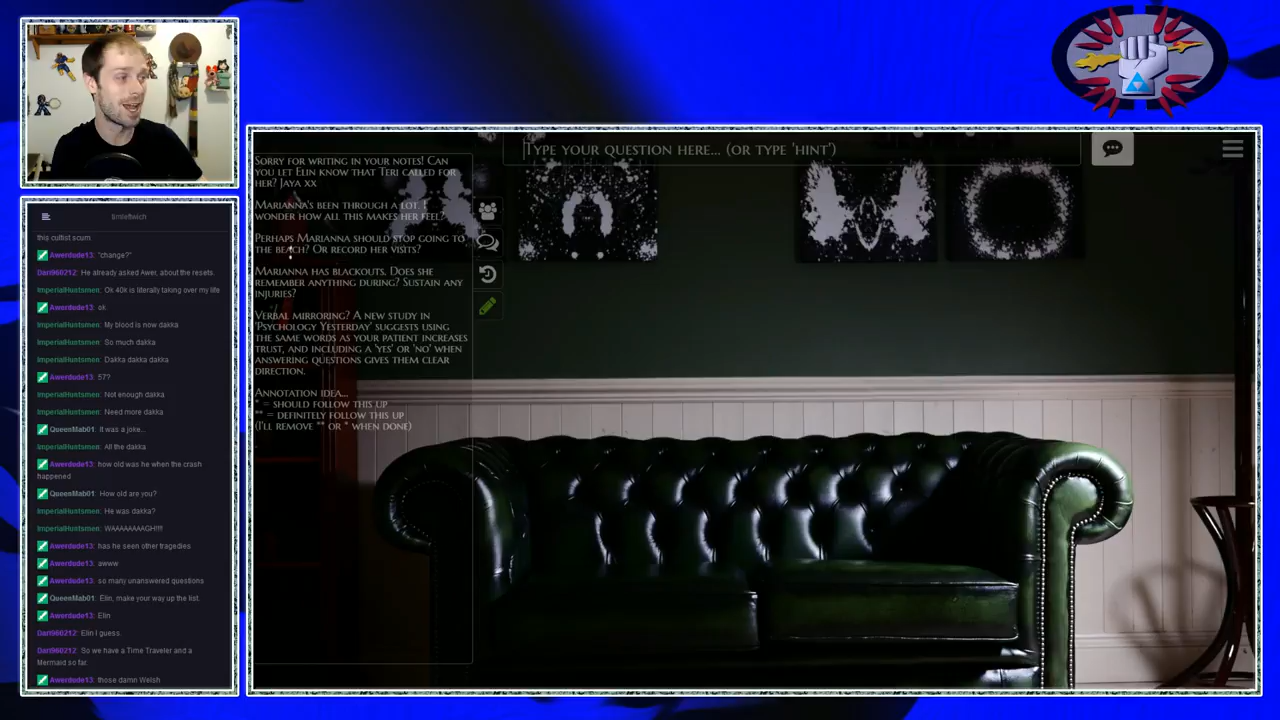 timleftwich
this cultist scum.
Awerdude13: "change?"
Dart960212: He already asked Awer, about the resets.
ImperialHuntsmen: Ok 40k is literally taking over my life
Awerdude13: ok.
ImperialHuntsmen: My blood is now dakka
ImperialHuntsmen: So much dakka
ImperialHuntsmen: Dakka dakka dakka
Awerdude13: 57?
ImperialHuntsmen: Not enough dakka
ImperialHuntsmen: Need more dakka
QueenMab01: It was a joke...
ImperialHuntsmen: All the dakka
Awerdude13: how old was he when the crash
happened
QueenMab01: How old are you?
ImperialHuntsmen: He was dakka?
ImperialHuntsmen: WAAAAAAAGH!!!!
Awerdude13: has he seen other tragedies
Awerdude13: awww
Awerdude13: so many unanswered questions
QueenMab01: Elin, make your way up the list.
Awerdude13: Elin
Dart960212: Elin I guess.
Dart960212: So we have a Time Traveler and a
Mermaid so far.
Awerdude13: those damn Welsh
Type your question here... (or type 'hint')
Sorry for writing in your notes! Can
you let Elin know that Teri called for
her? Jaya xx
Marianna's been through a lot. I
wonder how all this makes her feel?
Perhaps Marianna should stop going to
the beach? Or record her visits?
Marianna has blackouts. Does she
remember anything during? Sustain any
injuries?
Verbal mirroring? A new study in
'Psychology Yesterday' suggests using
the same words as your patient increases
trust, and including a 'yes' or 'no' when
answering questions gives them clear
direction.
Annotation idea...
* = should follow this up
** = definitely follow this up
(I'll remove ** or * when done)